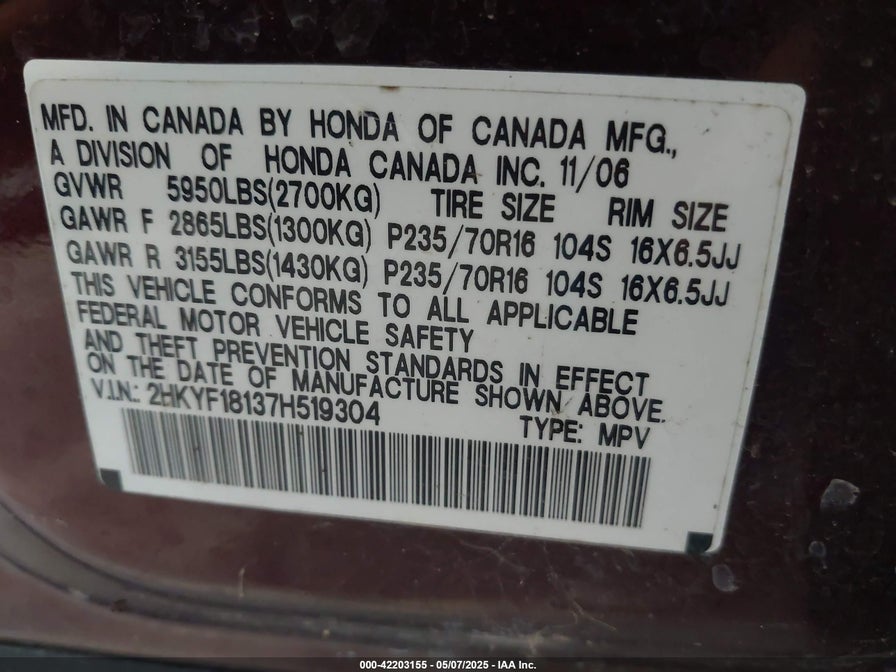 MFD. IN CANADA BY HONDA OF CANADA MFG.,
A DIVISION OF HONDA CANADA INC. 11/06
GVWR 5950LBS(2700KG) TIRE SIZE RIM SIZE
GAWR F 2865LBS(1300KG) P235/70R16 104S 16X6.5JJ
GAWR R 3155LBS(1430KG) P235/70R16 104S 16X6.5JJ
THIS VEHICLE CONFORMS TO ALL APPLICABLE
FEDERAL MOTOR VEHICLE SAFETY
AND THEFT PREVENTION STANDARDS IN EFFECT
ON THE DATE OF MANUFACTURE SHOWN ABOVE.
V.I.N.: 2HKYF18137H519304 TYPE: MPV
000-42203155 - 05/07/2025 - IAA Inc.